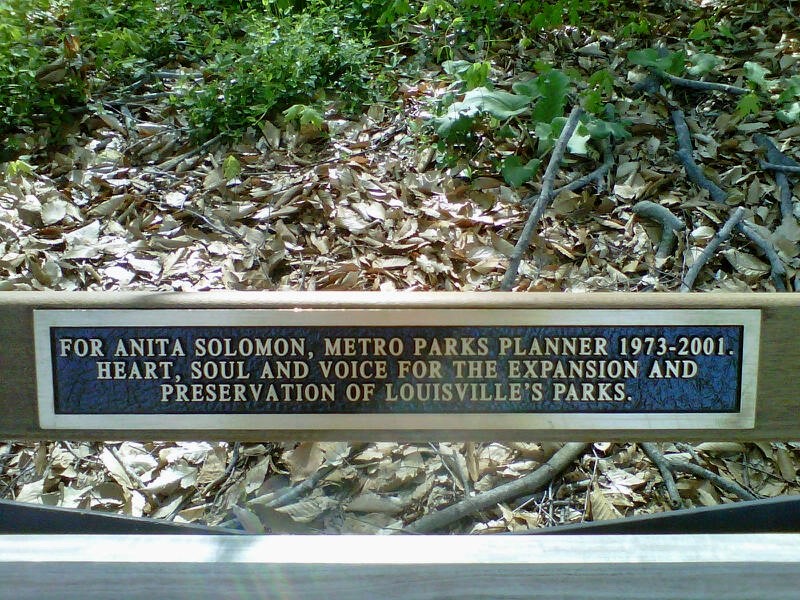 FOR ANITA SOLOMON, METRO PARKS PLANNER 1973-2001.
HEART, SOUL AND VOICE FOR THE EXPANSION AND
PRESERVATION OF LOUISVILLE'S PARKS.